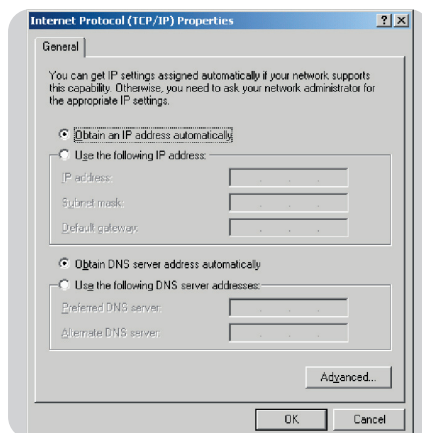 Internet Protocol (TCP/IP) Properties
General
You can get IP settings assigned automatically if your network supports
this capability. Otherwise, you need to ask your network administrator for
the appropriate IP settings.
Obtain an IP address automatically
Use the following IP address:
IP address:
Subnet mask:
Default gateway:
Obtain DNS server address automatically
Use the following DNS server addresses:
Preferred DNS server:
Alternate DNS server:
Advanced...
OK
Cancel